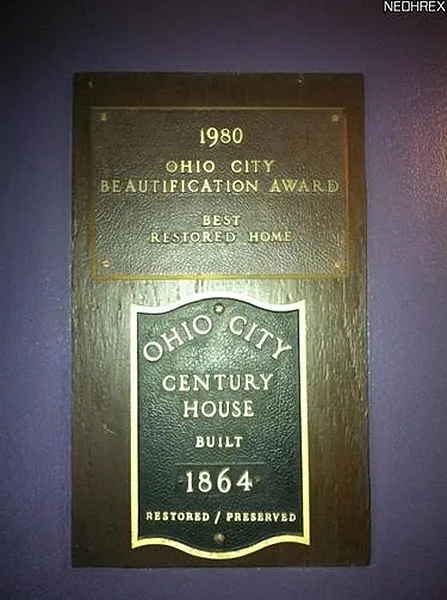 NEOHREX
1980
OHIO CITY
BEAUTIFICATION AWARD
BEST
RESTORED HOME
OHIO CITY
CENTURY
HOUSE
BUILT
1864
RESTORED / PRESERVED